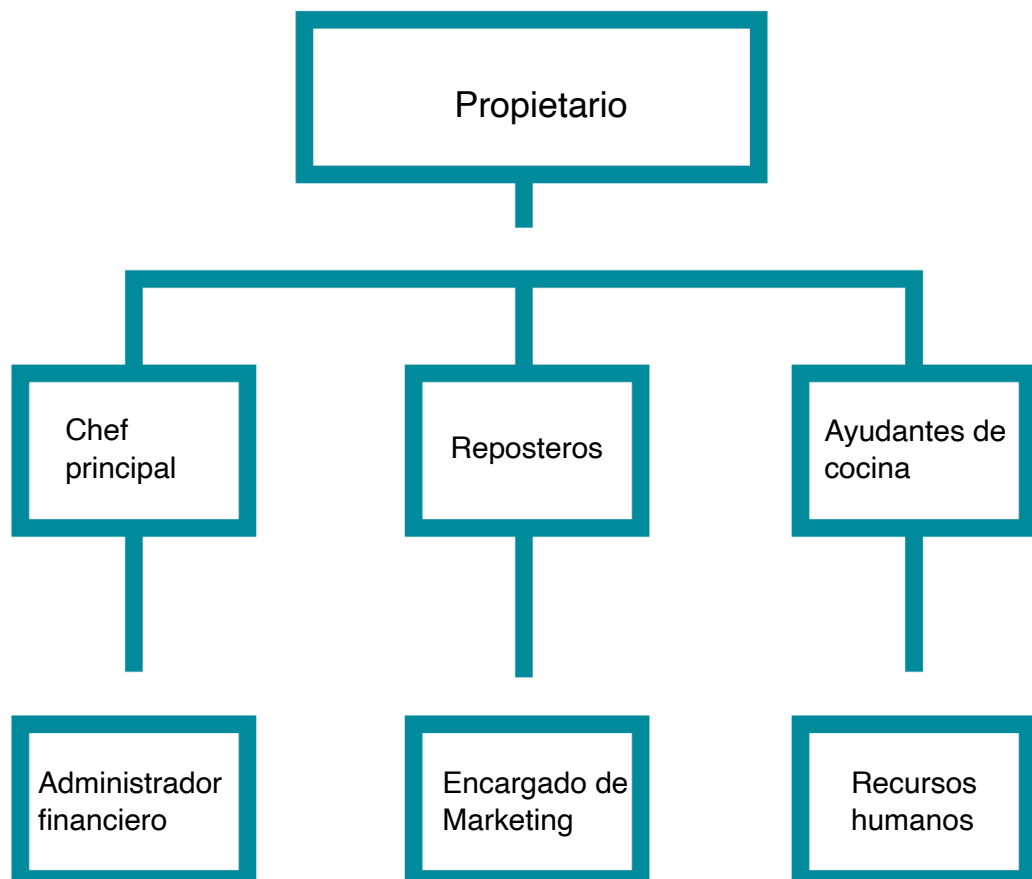 Propietario
Chef
principal
Reposteros
Ayudantes de
cocina
Administrador
financiero
Encargado de
Marketing
Recursos
humanos